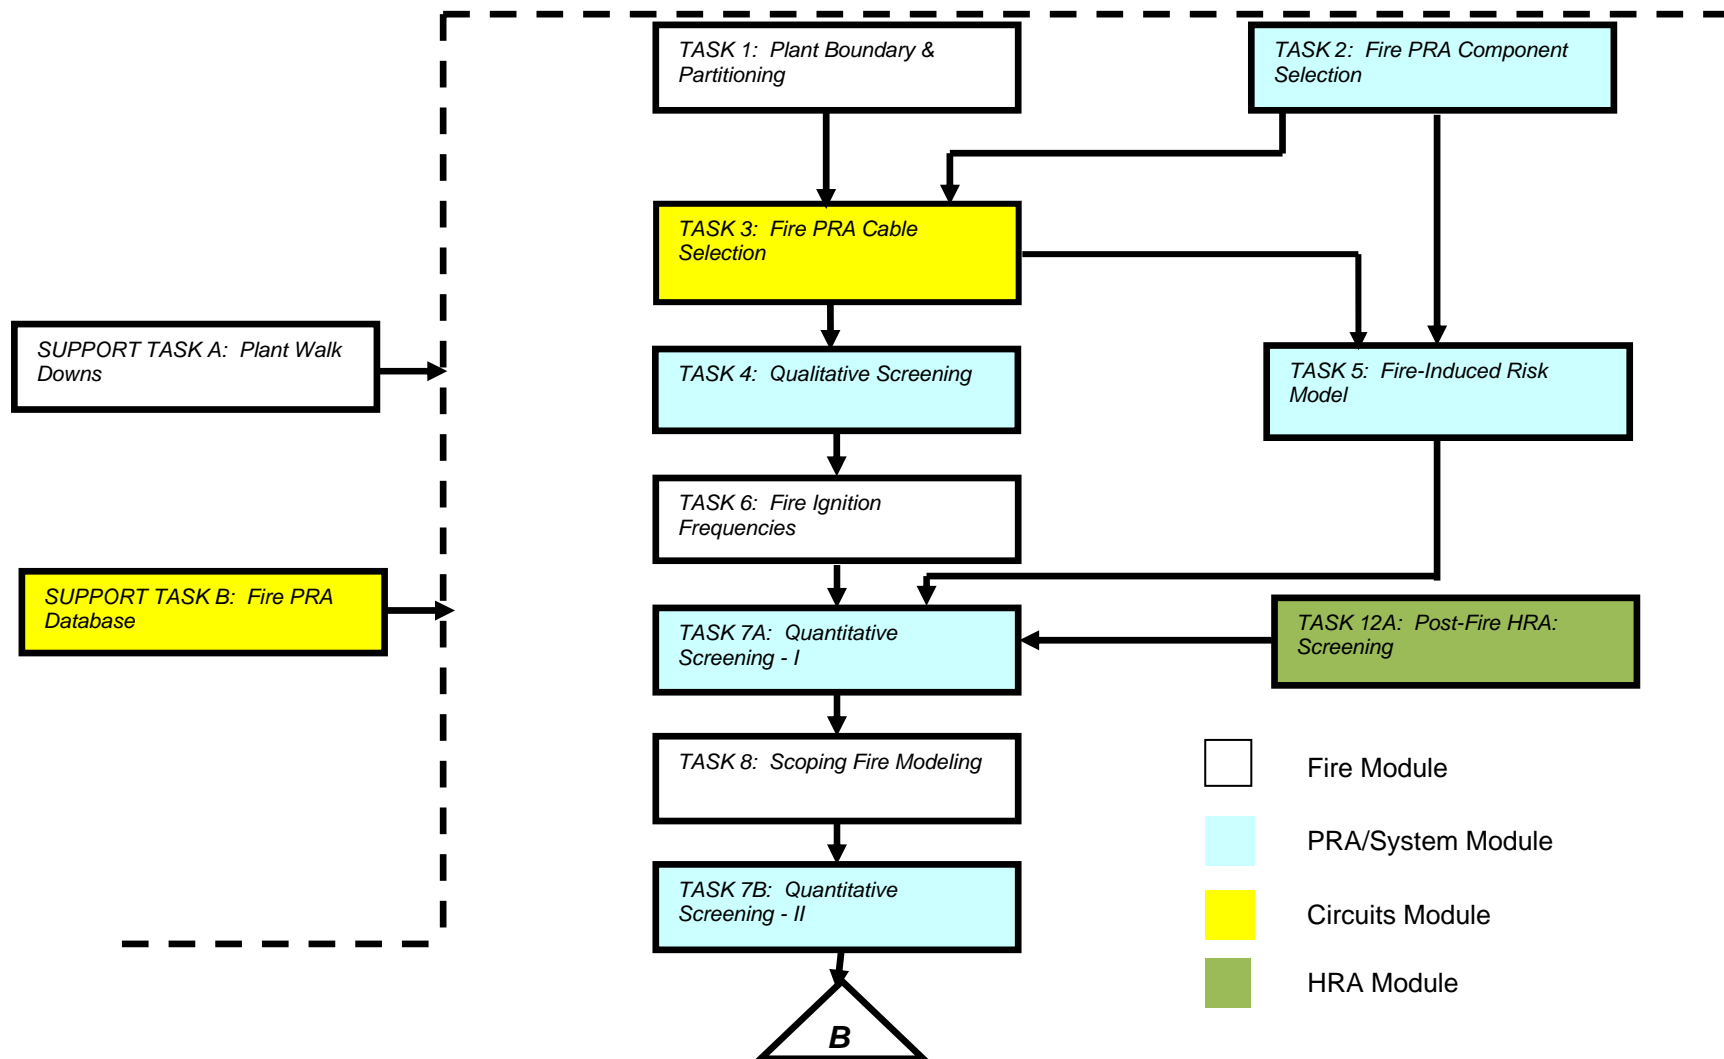 TASK 1:  Plant Boundary &
Partitioning
TASK 2:  Fire PRA Component
Selection
TASK 3:  Fire PRA Cable
Selection
SUPPORT TASK A:  Plant Walk
Downs
TASK 4:  Qualitative Screening
TASK 5:  Fire-Induced Risk
Model
TASK 6:  Fire Ignition
Frequencies
SUPPORT TASK B:  Fire PRA
Database
TASK 7A:  Quantitative
Screening - I
TASK 12A:  Post-Fire HRA:
Screening
TASK 8:  Scoping Fire Modeling
TASK 7B:  Quantitative
Screening - II
B
Fire Module
PRA/System Module
Circuits Module
HRA Module